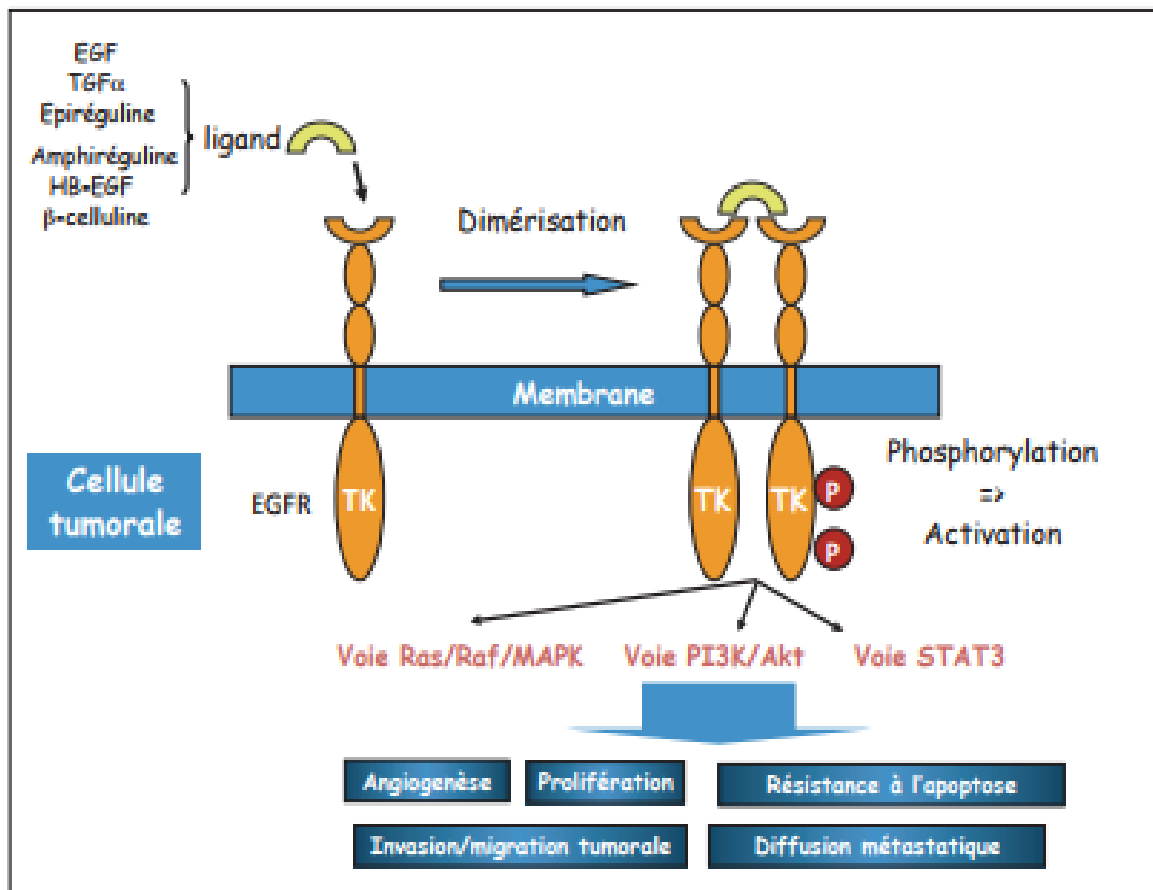 EGF
TGFα
Epiréguline
Amphiréguline
HB-EGF
β-celluline
ligand
Dimérisation
Membrane
Cellule
tumorale
EGFR
TK
TK
TK
P
P
Phosphorylation
=>
Activation
Voie Ras/Raf/MAPK
Voie PI3K/Akt
Voie STAT3
Angiogenèse
Prolifération
Résistance à l'apoptose
Invasion/migration tumorale
Diffusion métastatique